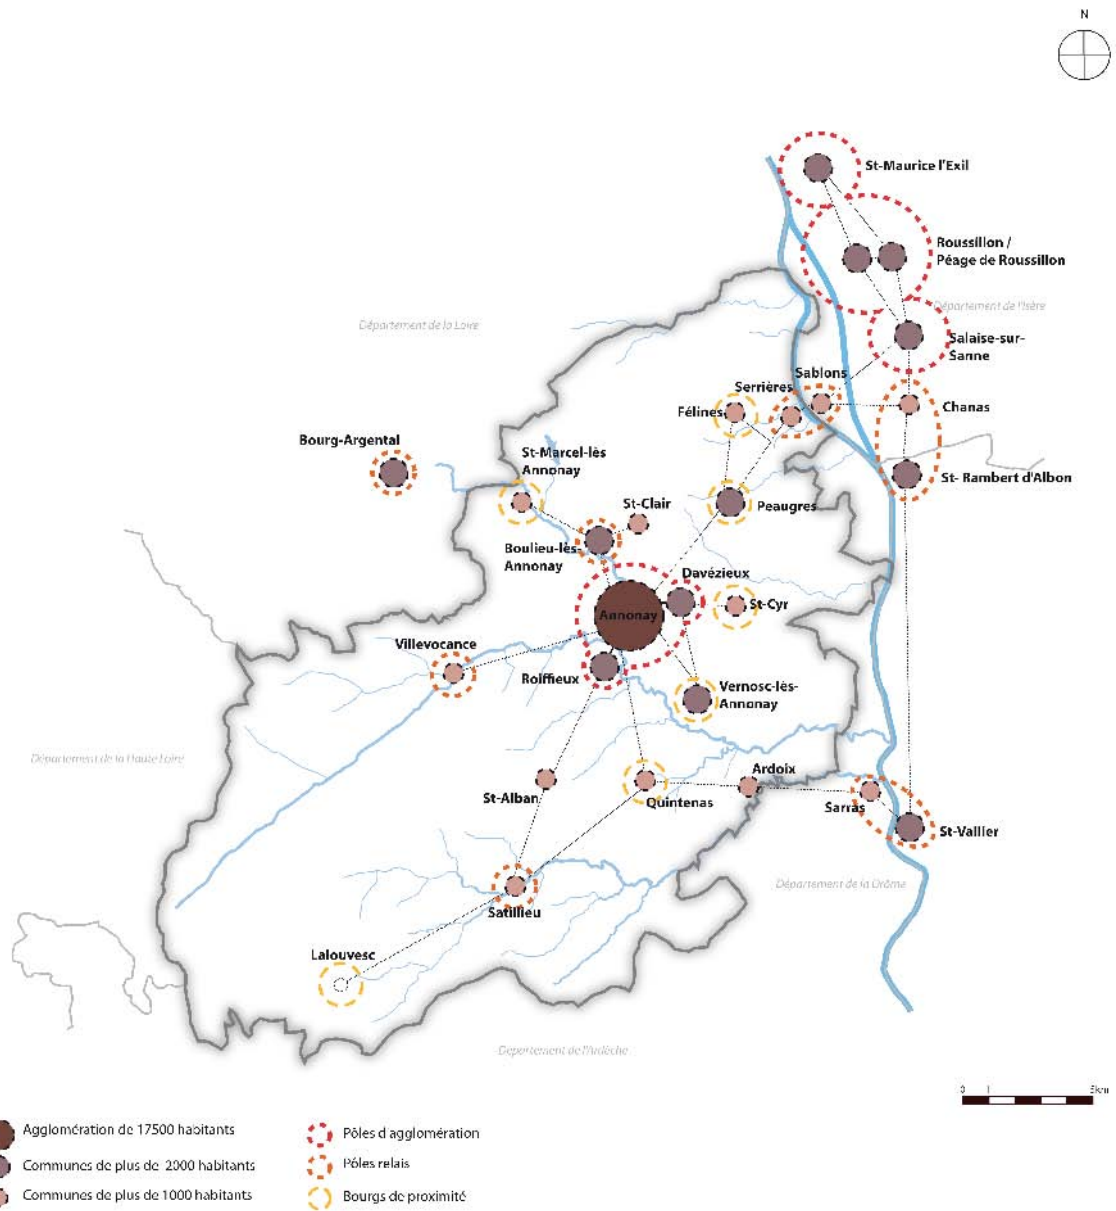 N
St-Maurice l'Exil
Roussillon /
Péage de Roussillon
Département de l'Isère
Département de la Loire
Salaise-sur-
Sanne
Sablons
Serrières
Félines
Chanas
Bourg-Argental
St-Marcel-lès
Annonay
St- Rambert d'Albon
St-Clair
Peaugres
Boulieu-lès-
Annonay
Davézieux
Annonay
St-Cyr
Villevocance
Roiffieux
Vernosc-lès-
Annonay
Département de la Haute Loire
Ardoix
St-Alban
Quintenas
Sarras
St-Vallier
Département de la Drôme
Satillieu
Lalouvesc
Département de l'Ardèche
0 1 5km
Agglomération de 17500 habitants
Pôles d'agglomération
Communes de plus de 2000 habitants
Pôles relais
Communes de plus de 1000 habitants
Bourgs de proximité